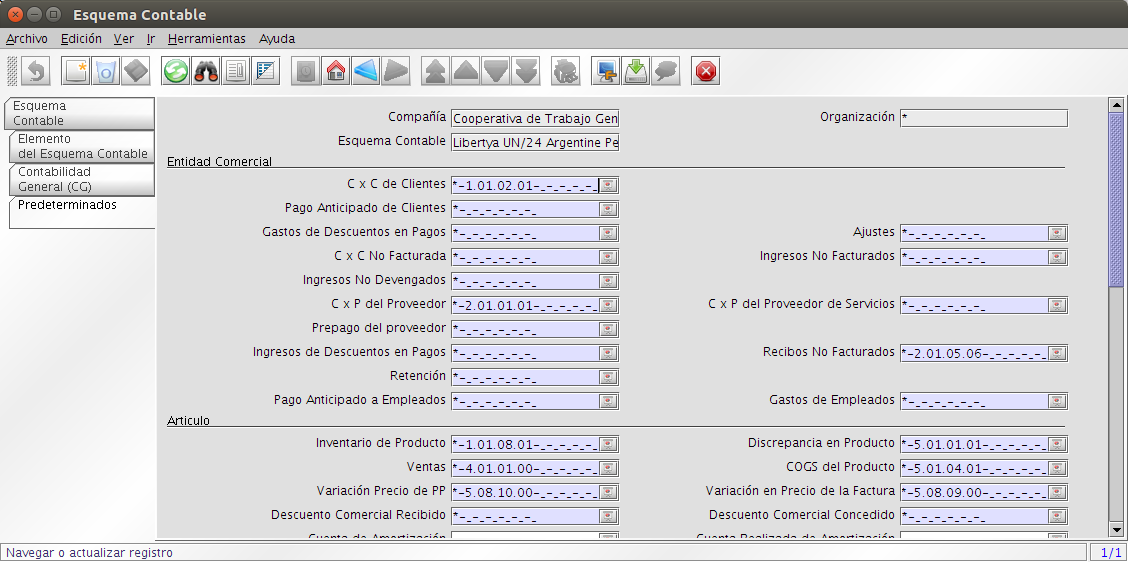 Esquema Contable
Archivo Edición Ver Ir Herramientas Ayuda
Esquema
Contable
Elemento
del Esquema Contable
Contabilidad
General (CG)
Predeterminados
Compañía Cooperativa de Trabajo Gen Organización *
Esquema Contable Libertya UN/24 Argentine Pe
Entidad Comercial
C x C de Clientes *-1.01.02.01-_-_-_-_-_
Pago Anticipado de Clientes *-_-_-_-_-_-_
Gastos de Descuentos en Pagos *-_-_-_-_-_-_ Ajustes *-_-_-_-_-_-_
C x C No Facturada *-_-_-_-_-_-_ Ingresos No Facturados *-_-_-_-_-_-_
Ingresos No Devengados *-_-_-_-_-_-_
C x P del Proveedor *-2.01.01.01-_-_-_-_-_ C x P del Proveedor de Servicios *-_-_-_-_-_-_
Prepago del proveedor *-_-_-_-_-_-_
Ingresos de Descuentos en Pagos *-_-_-_-_-_-_ Recibos No Facturados *-2.01.05.06-_-_-_-_-_
Retención *-_-_-_-_-_-_
Pago Anticipado a Empleados *-_-_-_-_-_-_ Gastos de Empleados *-_-_-_-_-_-_
Articulo
Inventario de Producto *-1.01.08.01-_-_-_-_-_ Discrepancia en Producto *-5.01.01.01-_-_-_-_-_
Ventas *-4.01.01.00-_-_-_-_-_ COGS del Producto *-5.01.04.01-_-_-_-_-_
Variación Precio de PP *-5.08.10.00-_-_-_-_-_ Variación en Precio de la Factura *-5.08.09.00-_-_-_-_-_
Descuento Comercial Recibido *-_-_-_-_-_-_ Descuento Comercial Concedido *-_-_-_-_-_-_
Cuenta de Amortización Cuenta Realizada de Amortización
Navegar o actualizar registro 1/1